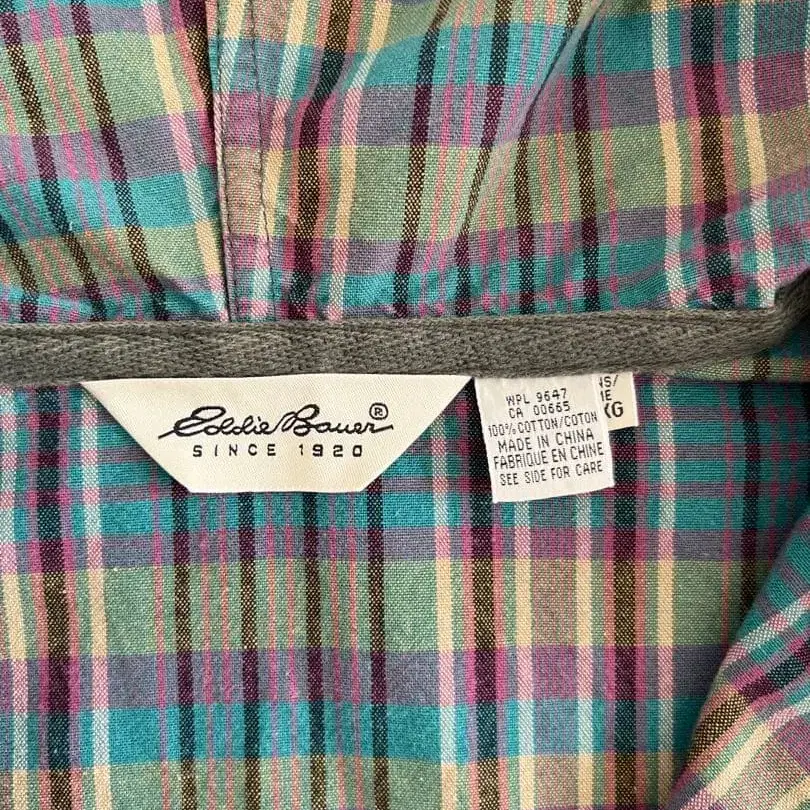 Eddie Bauer®
SINCE 1920
WPL 9647
CA 00665
100% COTTON/COTON
MADE IN CHINA
FABRIQUE EN CHINE
SEE SIDE FOR CARE
XG